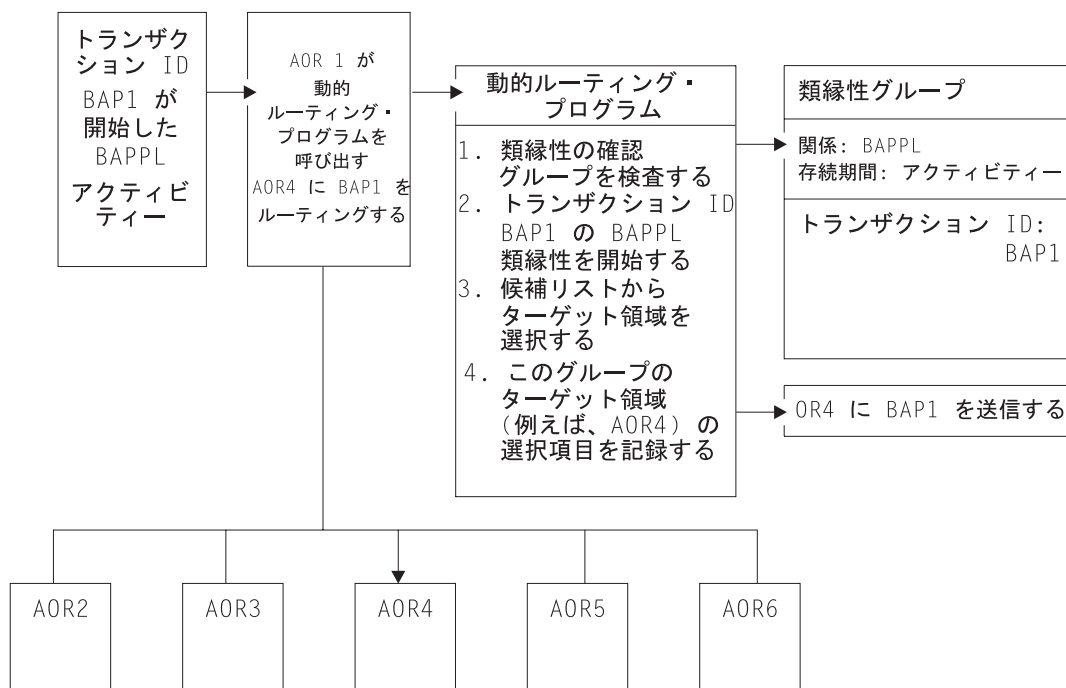 トランザク
ション ID
BAP1 が
開始した
BAPPL
アクティビ
ティー
AOR 1 が
動的
ルーティング・
プログラムを
呼び出す
AOR4 に BAP1 を
ルーティングする
動的ルーティング・
プログラム
1. 類縁性の確認
グループを検査する
2. トランザクション ID
BAP1 の BAPPL
類縁性を開始する
3. 候補リストから
ターゲット領域を
選択する
4. このグループの
ターゲット領域
(例えば、AOR4) の
選択項目を記録する
類縁性グループ
関係: BAPPL
存続期間: アクティビティー
トランザクション ID:
BAP1
OR4 に BAP1 を送信する
AOR2
AOR3
AOR4
AOR5
AOR6